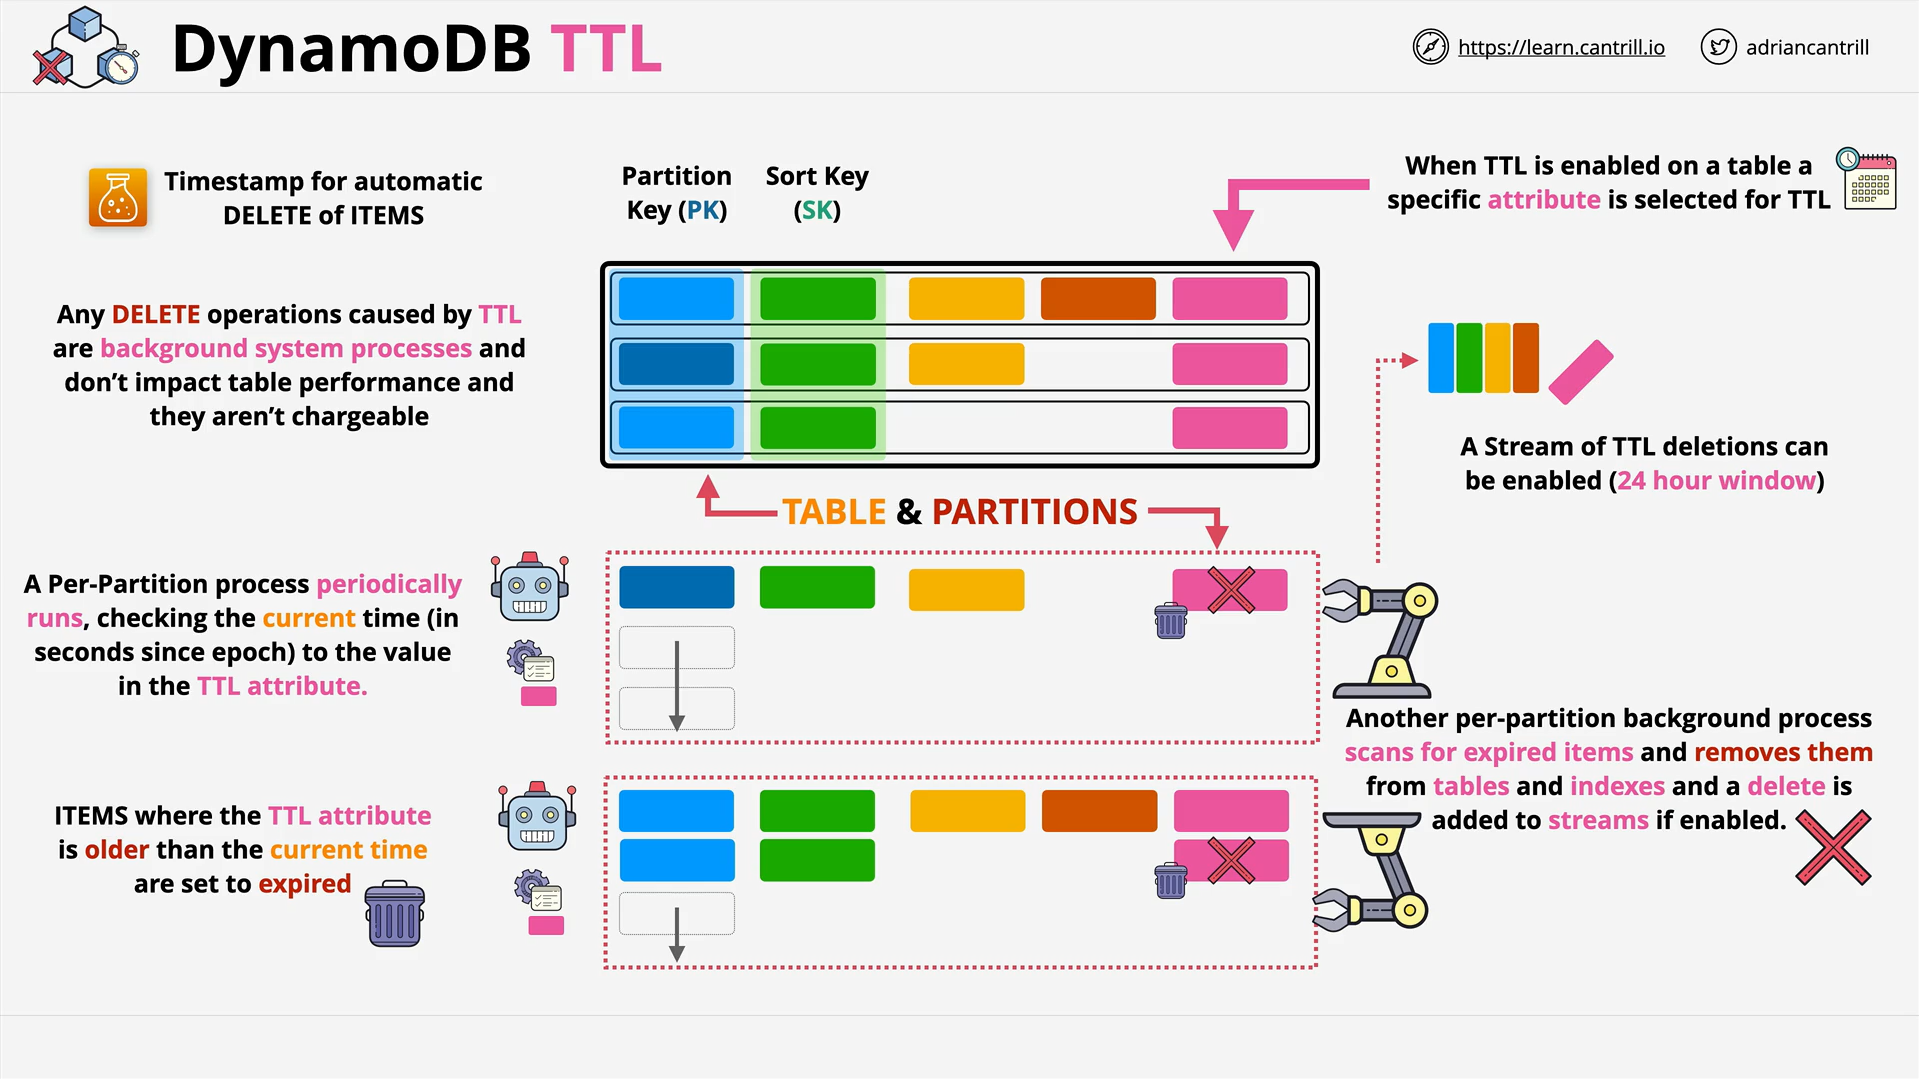 DynamoDB TTL
https://learn.cantrill.io
adriancantrill
Timestamp for automatic
DELETE of ITEMS
Partition
Key (PK)
Sort Key
(SK)
When TTL is enabled on a table a
specific attribute is selected for TTL
Any DELETE operations caused by TTL
are background system processes and
don't impact table performance and
they aren't chargeable
A Stream of TTL deletions can
be enabled (24 hour window)
TABLE & PARTITIONS
A Per-Partition process periodically
runs, checking the current time (in
seconds since epoch) to the value
in the TTL attribute.
Another per-partition background process
scans for expired items and removes them
from tables and indexes and a delete is
added to streams if enabled.
ITEMS where the TTL attribute
is older than the current time
are set to expired